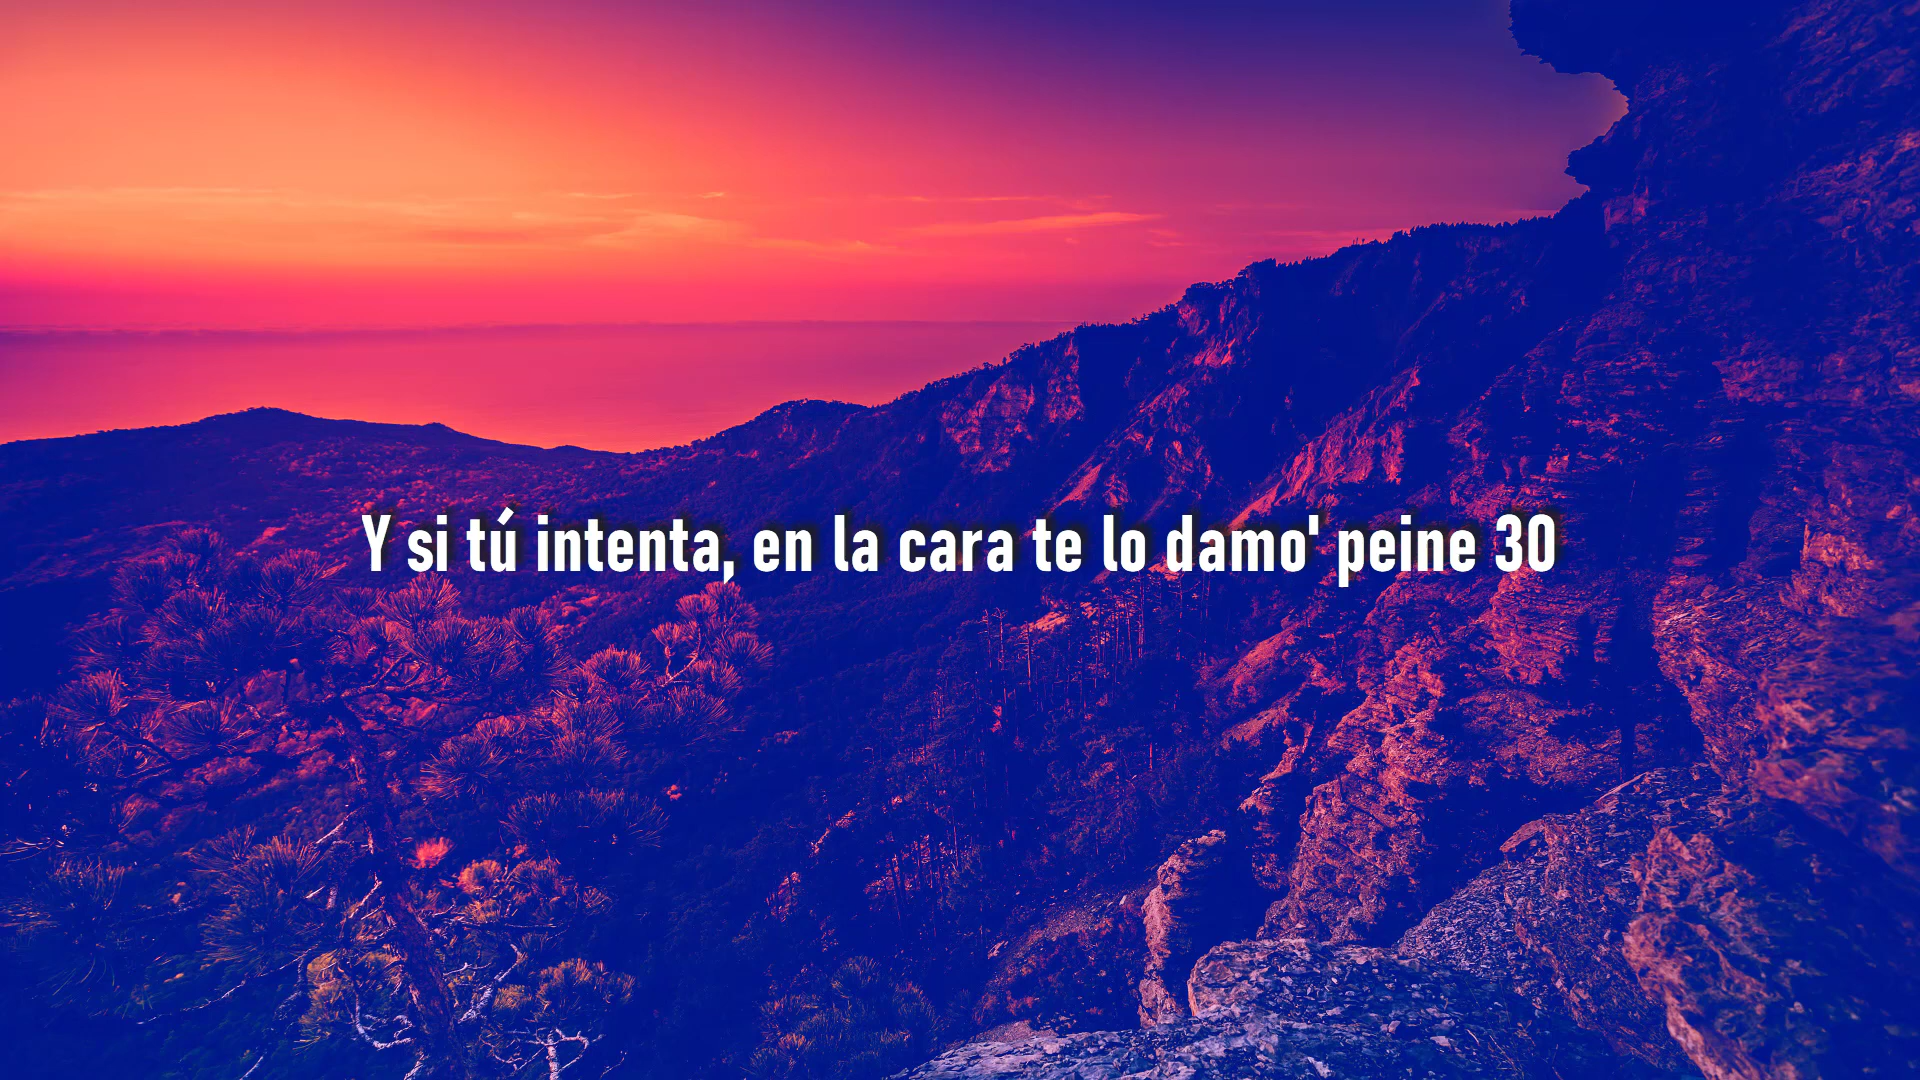 Y si tú intenta, en la cara te lo damo' peine 30